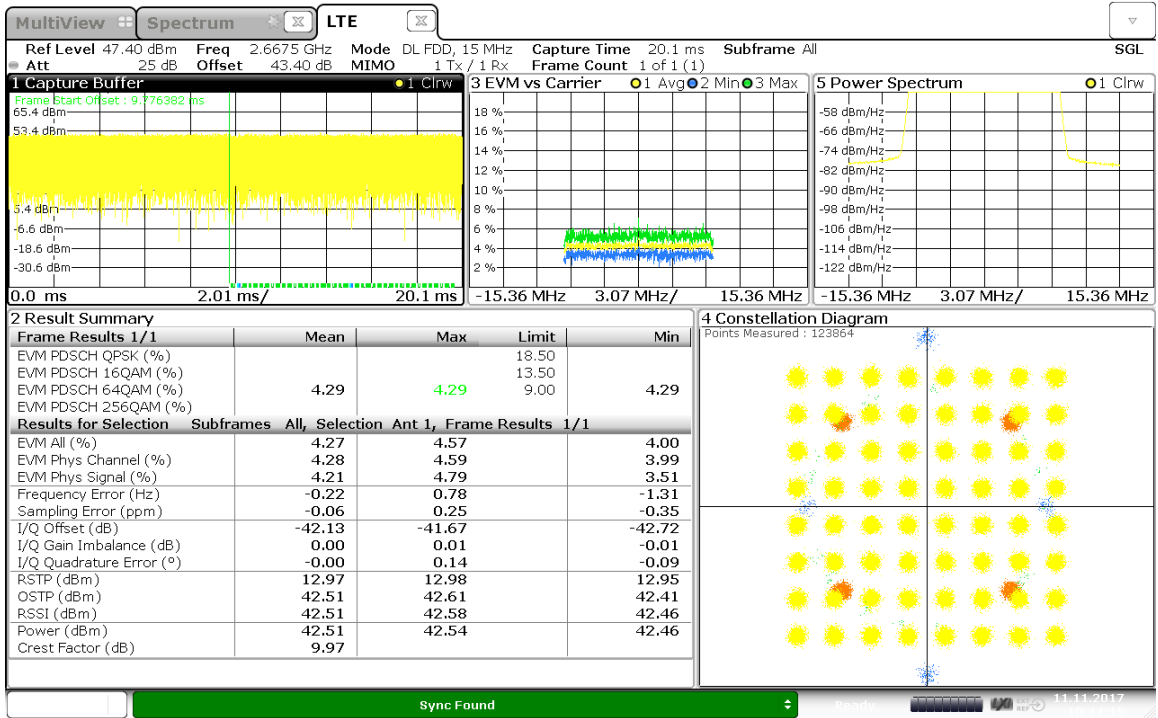 MultiView Spectrum LTE
Ref Level 47.40 dBm Freq 2.6675 GHz Mode DL FDD, 15 MHz Capture Time 20.1 ms Subframe All SGL
Att 25 dB Offset 43.40 dB MIMO 1 Tx / 1 Rx Frame Count 1 of 1 (1)
1 Capture Buffer 1 Clrw
Frame Start Offset : 9.276382 ms
65.4 dBm
53.4 dBm
5.4 dBm
-6.6 dBm
-18.6 dBm
-30.6 dBm
0.0 ms 2.01 ms/ 20.1 ms
3 EVM vs Carrier 1 Avg 2 Min 3 Max
18 %
16 %
14 %
12 %
10 %
8 %
6 %
4 %
2 %
-15.36 MHz 3.07 MHz/ 15.36 MHz
5 Power Spectrum 1 Clrw
-58 dBm/Hz
-66 dBm/Hz
-74 dBm/Hz
-82 dBm/Hz
-90 dBm/Hz
-98 dBm/Hz
-106 dBm/Hz
-114 dBm/Hz
-122 dBm/Hz
-15.36 MHz 3.07 MHz/ 15.36 MHz
2 Result Summary
Frame Results 1/1 Mean Max Limit Min
EVM PDSCH QPSK (%) 18.50
EVM PDSCH 16QAM (%) 13.50
EVM PDSCH 64QAM (%) 4.29 4.29 9.00 4.29
EVM PDSCH 256QAM (%)
Results for Selection Subframes All, Selection Ant 1, Frame Results 1/1
EVM All (%) 4.27 4.57 4.00
EVM Phys Channel (%) 4.28 4.59 3.99
EVM Phys Signal (%) 4.21 4.79 3.51
Frequency Error (Hz) -0.22 0.78 -1.31
Sampling Error (ppm) -0.06 0.25 -0.35
I/Q Offset (dB) -42.13 -41.67 -42.72
I/Q Gain Imbalance (dB) 0.00 0.01 -0.01
I/Q Quadrature Error (°) -0.00 0.14 -0.09
RSTP (dBm) 12.97 12.98 12.95
OSTP (dBm) 42.51 42.61 42.41
RSSI (dBm) 42.51 42.58 42.46
Power (dBm) 42.51 42.54 42.46
Crest Factor (dB) 9.97
4 Constellation Diagram
Points Measured : 123864
Sync Found
Ready
LXI
EXT
REF
11.11.2017